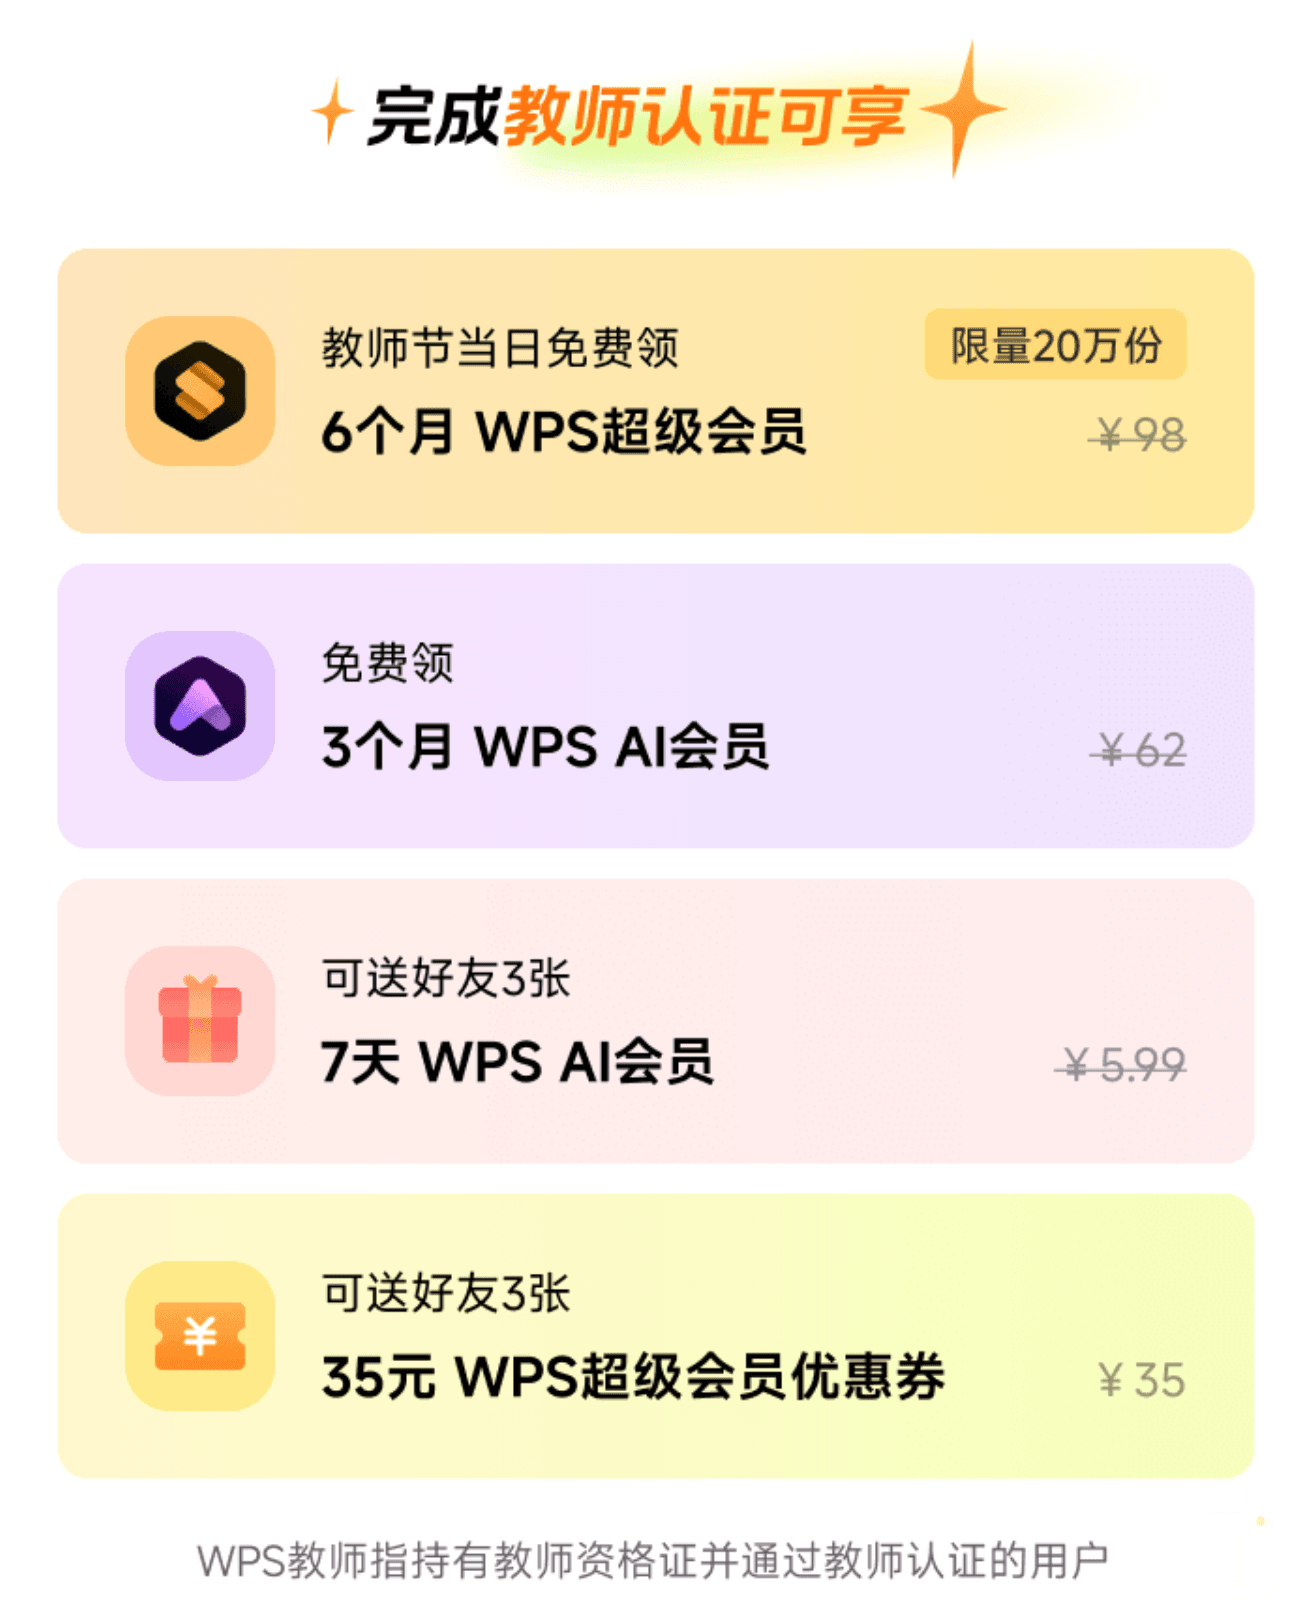 完成教师认证可享
教师节当日免费领
限量20万份
6个月 WPS超级会员
¥98
免费领
3个月 WPS AI会员
¥62
可送好友3张
7天 WPS AI会员
¥5.99
可送好友3张
¥
35元 WPS超级会员优惠券
¥35
WPS教师指持有教师资格证并通过教师认证的用户